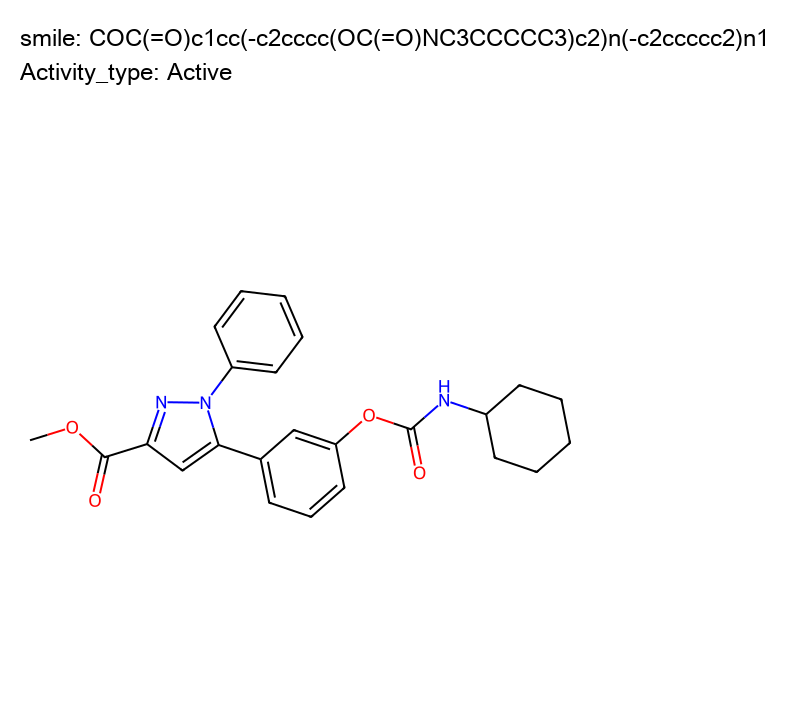 smile: COC(=O)c1cc(-c2cccc(OC(=O)NC3CCCCC3)c2)n(-c2ccccc2)n1
Activity_type: Active
N
N
O
O
O
O
H
N